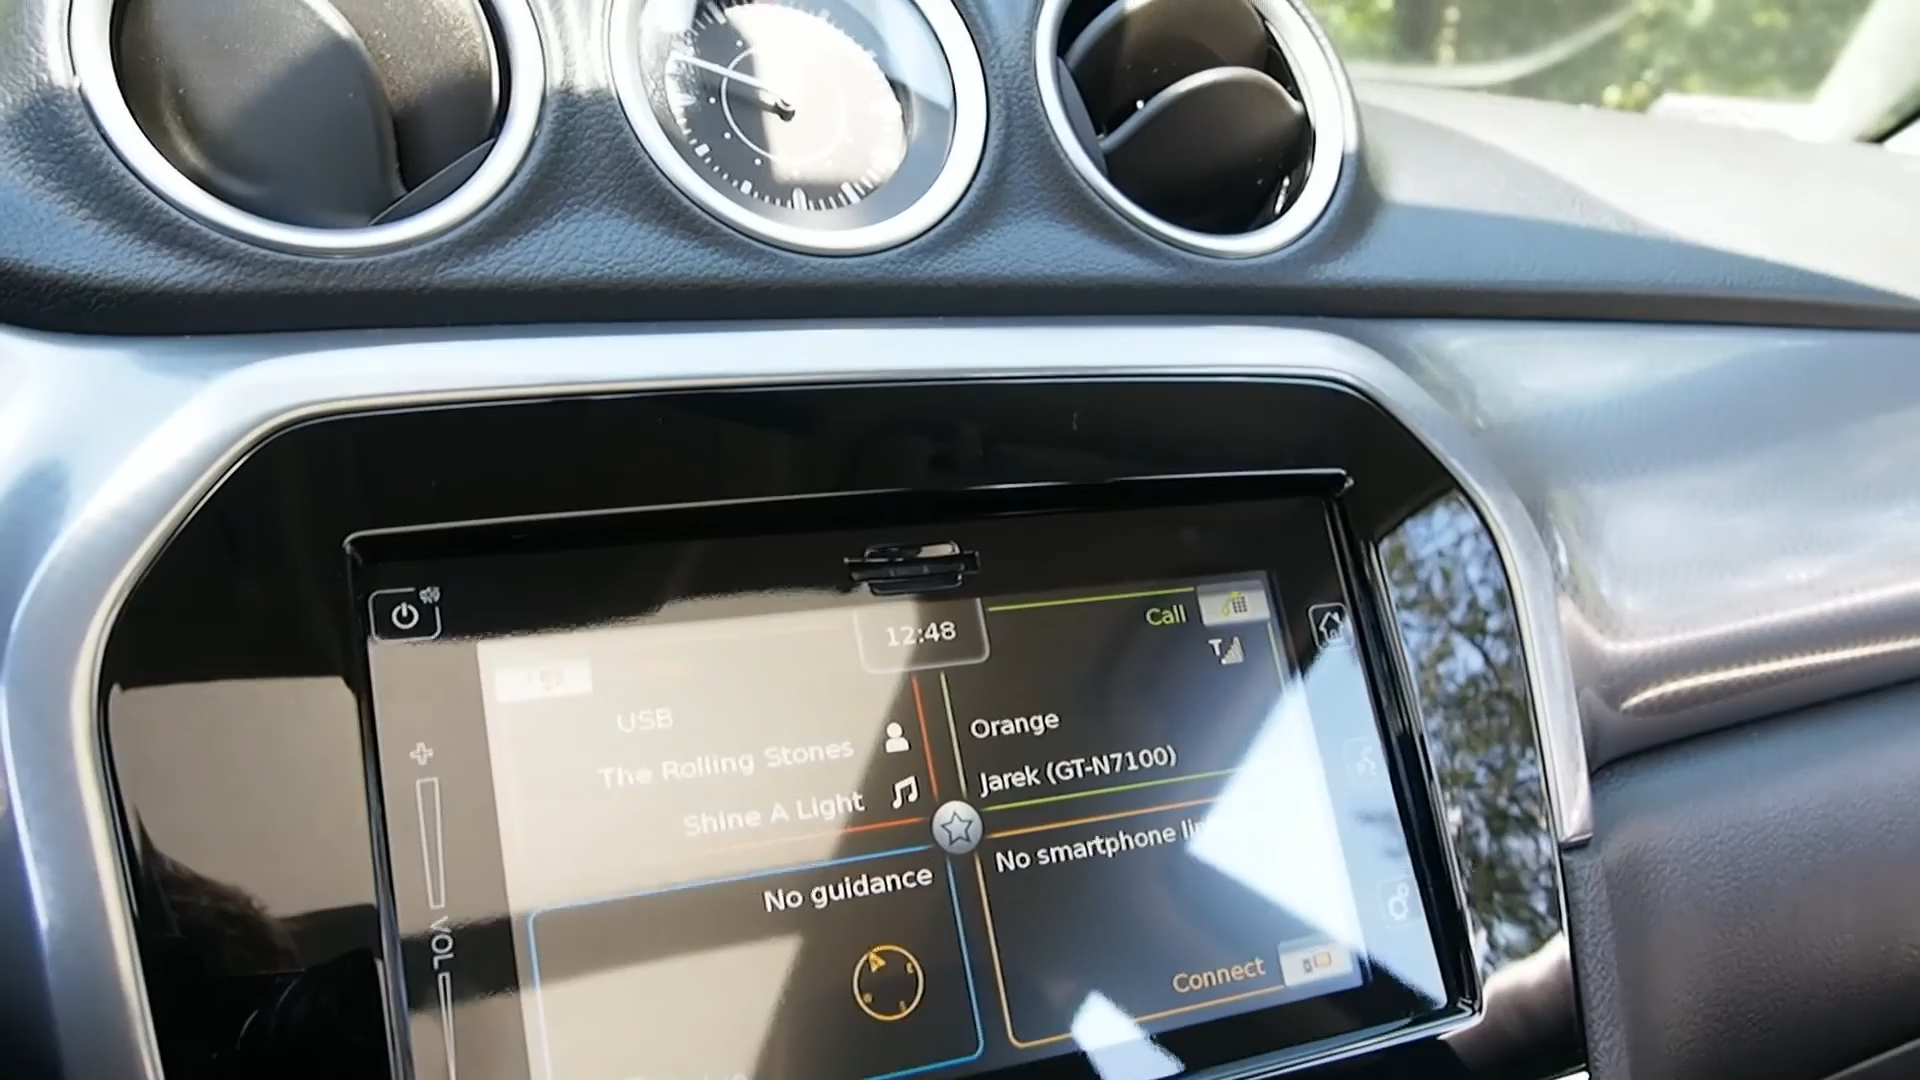 12:48
Call
USB
The Rolling Stones
Shine A Light
Orange
Jarek (GT-N7100)
No guidance
No smartphone
Connect
VOL